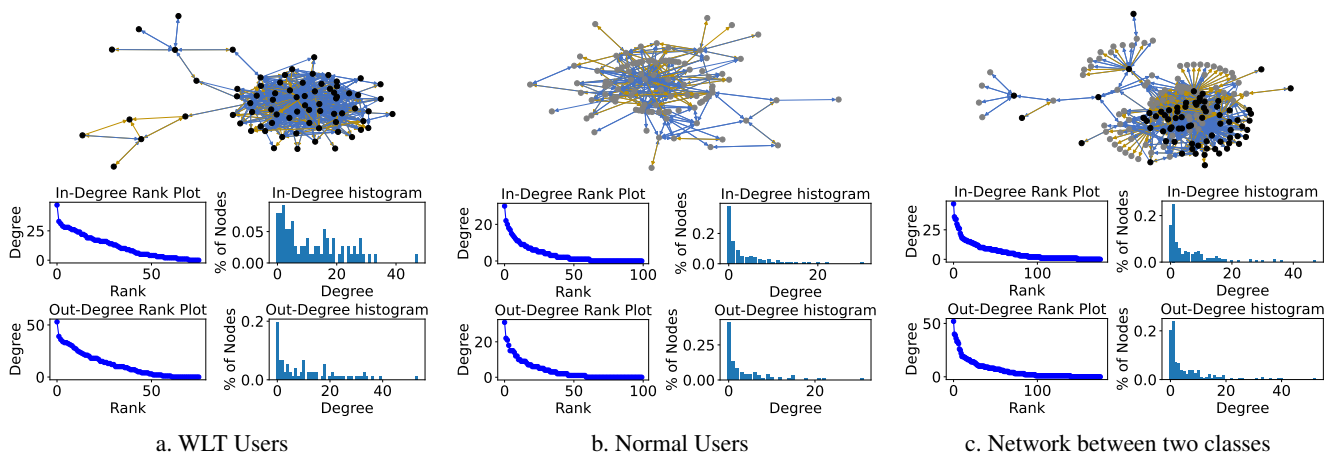 In-Degree Rank Plot
Degree
25
0
0
50
Rank
In-Degree histogram
% of Nodes
0.05
0.00
0
20
40
Degree
Out-Degree Rank Plot
Degree
50
25
0
0
50
Rank
Out-Degree histogram
% of Nodes
0.2
0.1
0.0
0
20
40
Degree
a. WLT Users
In-Degree Rank Plot
Degree
20
0
0
50
100
Rank
In-Degree histogram
% of Nodes
0.2
0.0
0
20
Degree
Out-Degree Rank Plot
Degree
20
0
0
50
100
Rank
Out-Degree histogram
% of Nodes
0.25
0.00
0
20
Degree
b. Normal Users
In-Degree Rank Plot
Degree
25
0
0
100
Rank
In-Degree histogram
% of Nodes
0.2
0.0
0
20
40
Degree
Out-Degree Rank Plot
Degree
50
25
0
0
100
Rank
Out-Degree histogram
% of Nodes
0.2
0.0
0
20
40
Degree
c. Network between two classes